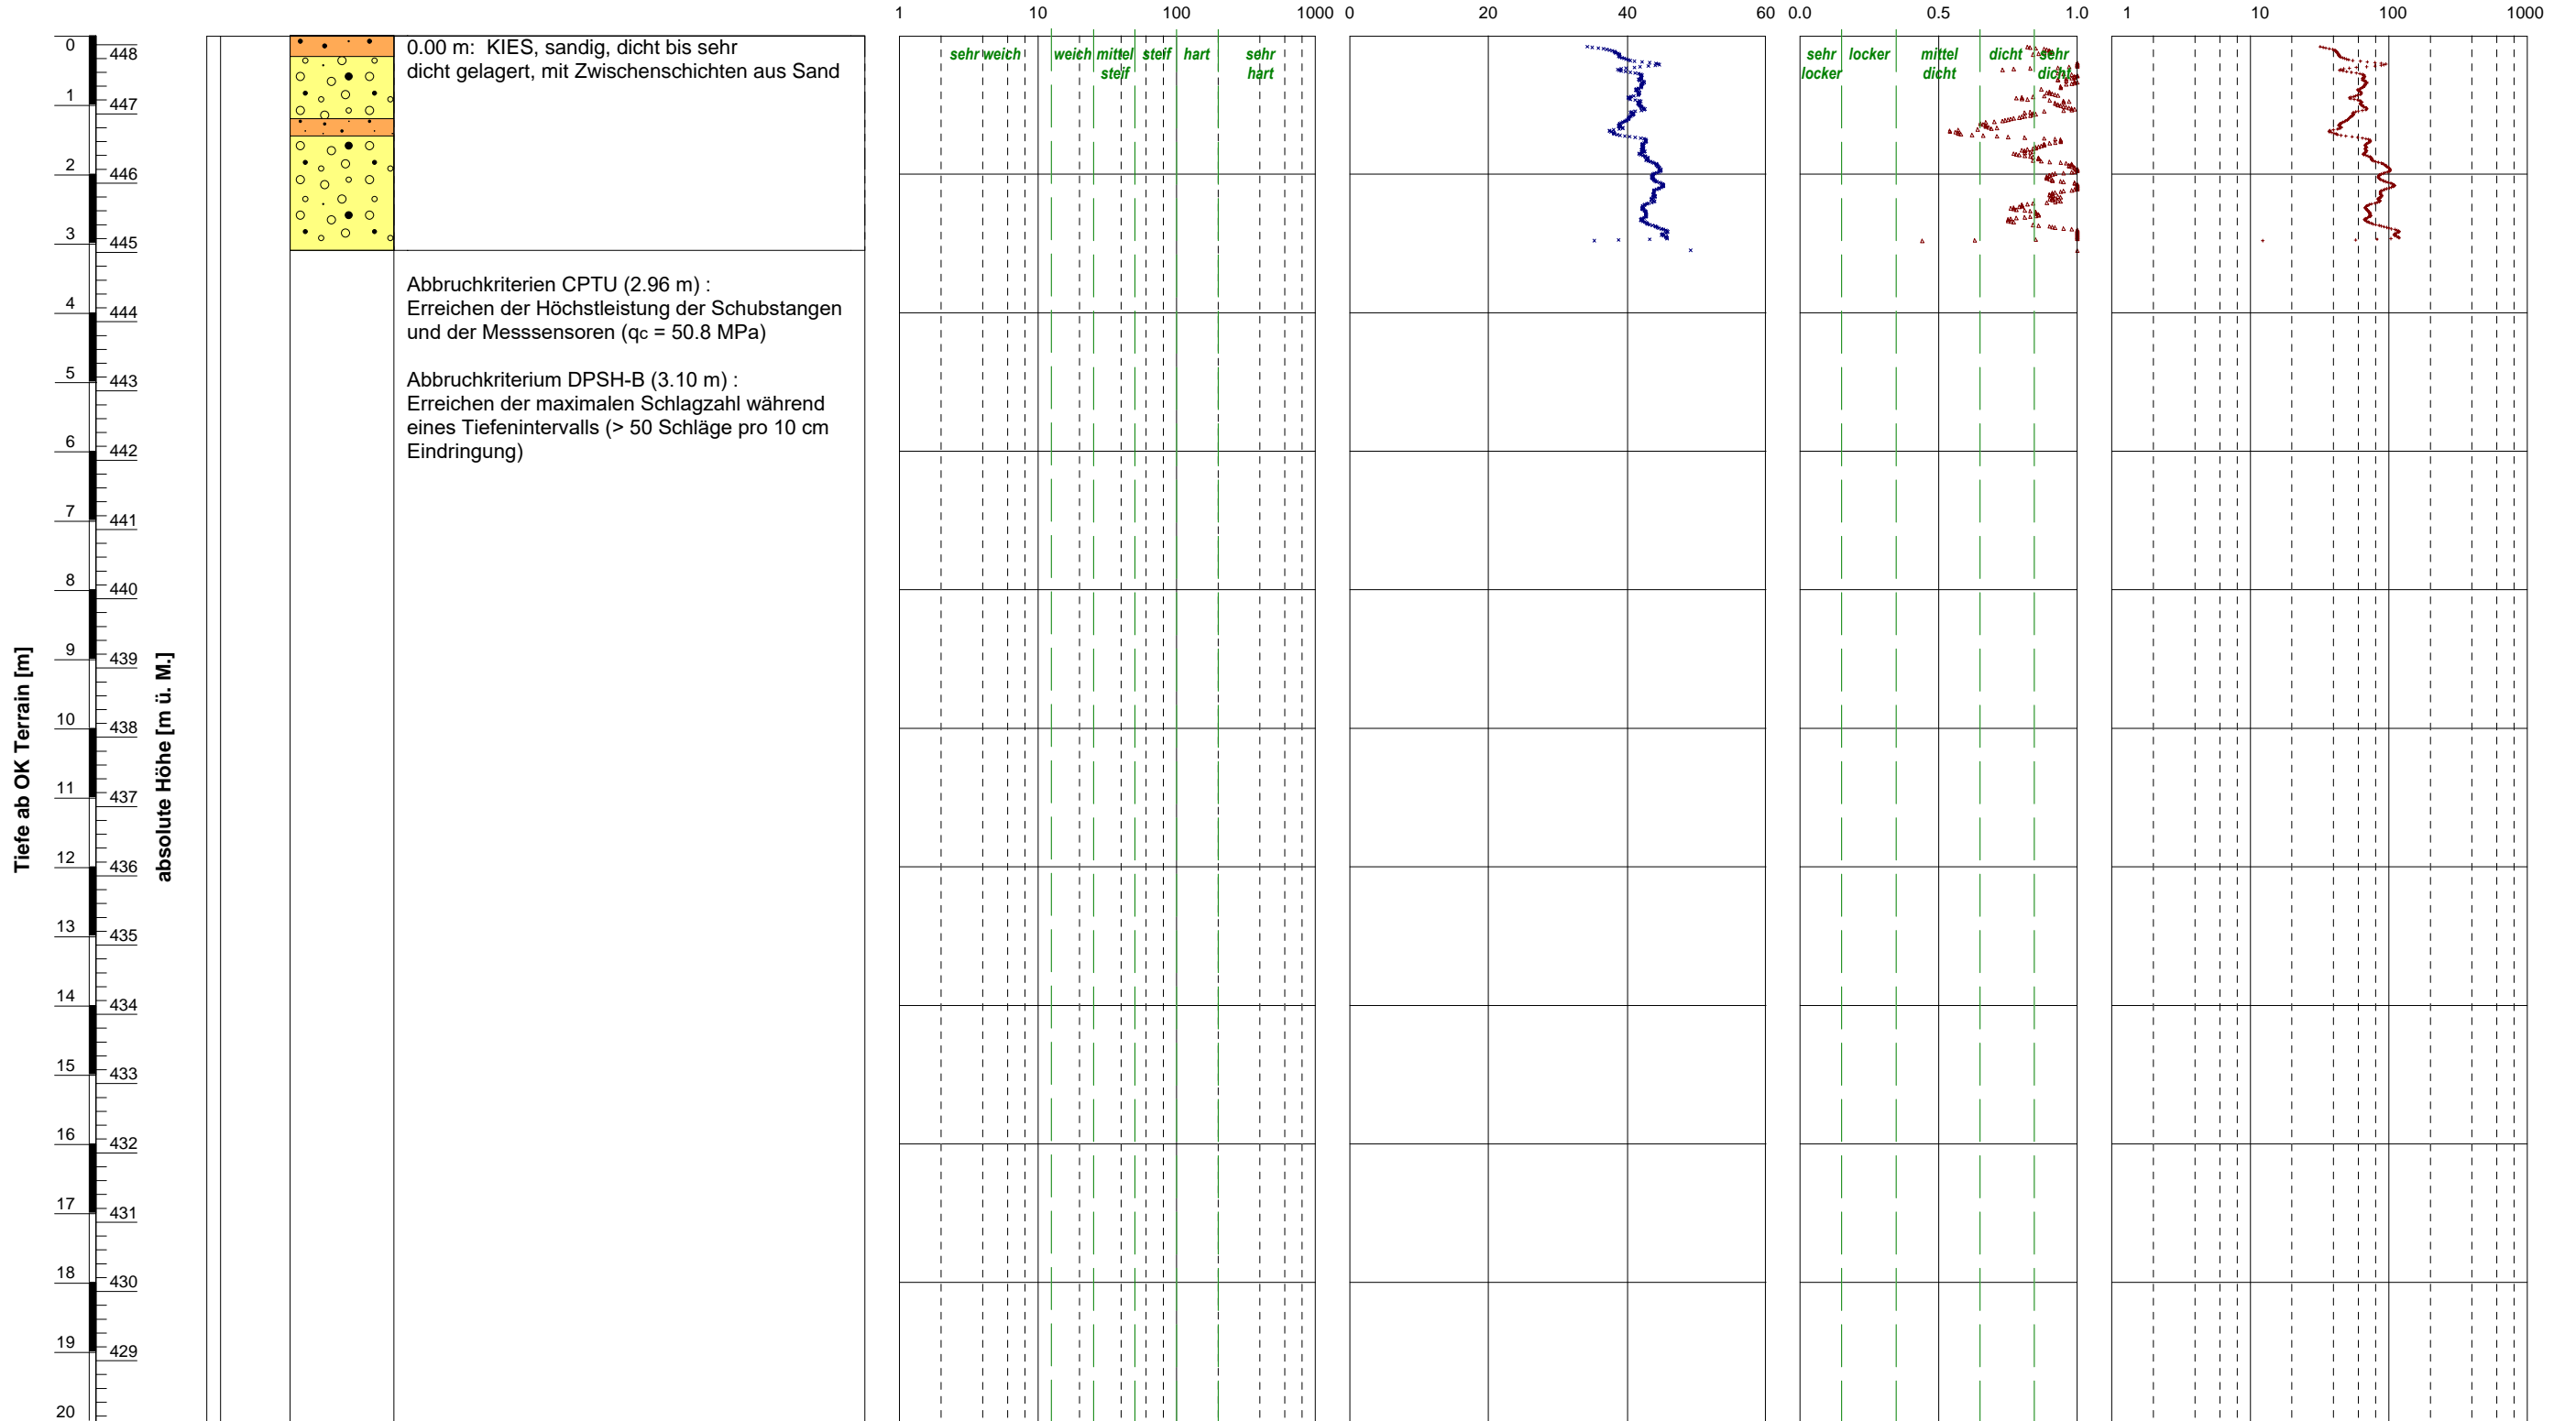 1 10 100 1000 0 20 40 60 0.0 0.5 1.0 1 10 100 1000
0.00 m: KIES, sandig, dicht bis sehr
dicht gelagert, mit Zwischenschichten aus Sand
sehr weich weich mittel steif steif hart sehr hart
sehr locker locker mittel dicht dicht sehr dicht
Abbruchkriterien CPTU (2.96 m) :
Erreichen der Höchstleistung der Schubstangen
und der Messsensoren (qc = 50.8 MPa)
Abbruchkriterium DPSH-B (3.10 m) :
Erreichen der maximalen Schlagzahl während
eines Tiefenintervalls (> 50 Schläge pro 10 cm
Eindringung)
Tiefe ab OK Terrain [m]
absolute Höhe [m ü. M.]
0 448
1 447
2 446
3 445
4 444
5 443
6 442
7 441
8 440
9 439
10 438
11 437
12 436
13 435
14 434
15 433
16 432
17 431
18 430
19 429
20